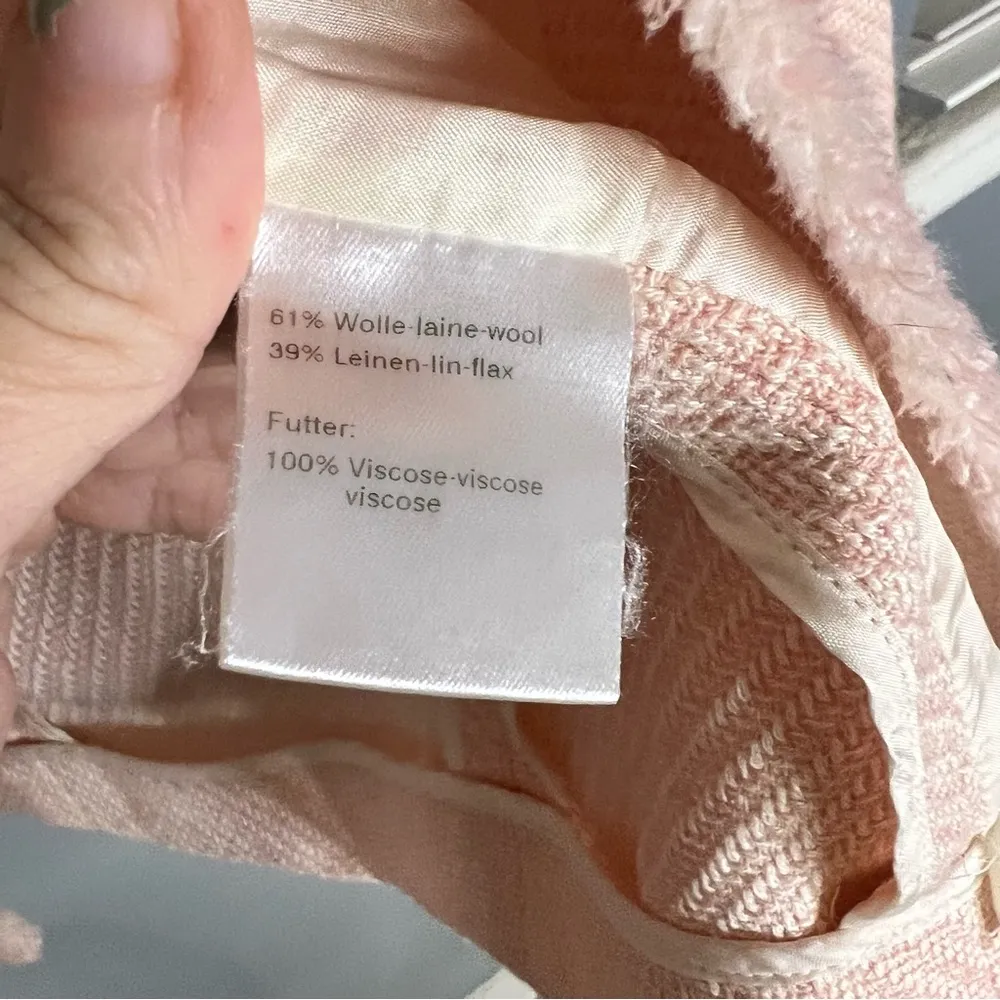 61% Wolle-laine-wool
39% Leinen-lin-flax
Futter:
100% Viscose-viscose
viscose